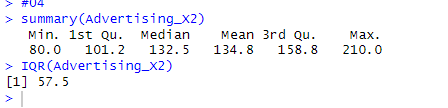 > #04
> summary(Advertising_X2)
   Min. 1st Qu.  Median    Mean 3rd Qu.    Max.
   80.0   101.2   132.5   134.8   158.8   210.0
> IQR(Advertising_X2)
[1] 57.5
>